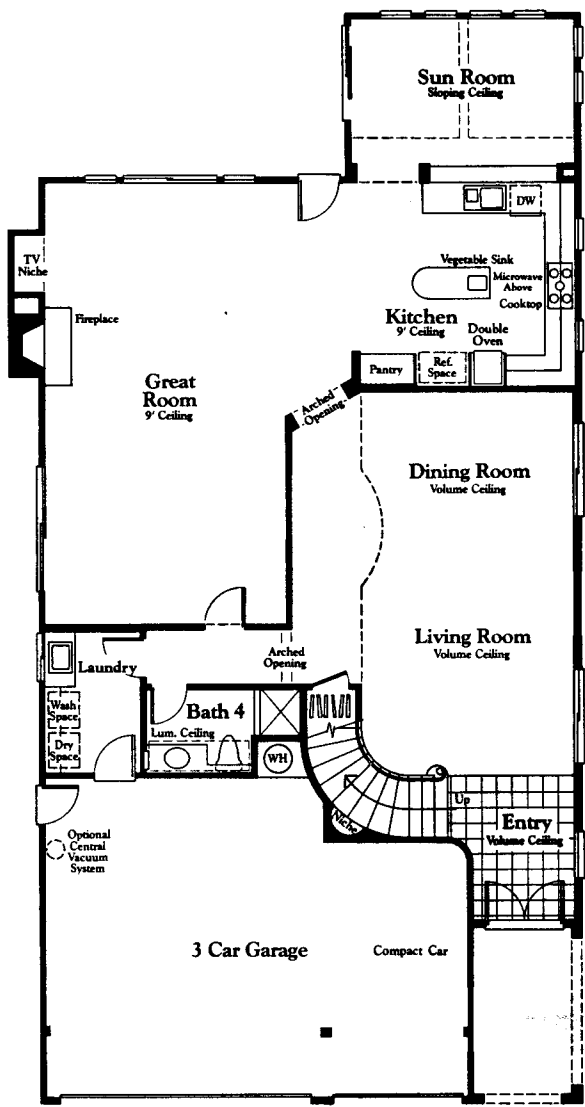 Sun Room
Sloping Ceiling
DW
TV
Niche
Vegetable Sink
Microwave
Above
Cooktop
Fireplace
Kitchen
9' Ceiling
Double
Oven
Pantry
Ref.
Space
Great
Room
9' Ceiling
Arched
Opening
Dining Room
Volume Ceiling
Living Room
Volume Ceiling
Arched
Opening
Laundry
Wash
Space
Dry
Space
Bath 4
Lum. Ceiling
WH
Up
Niche
Entry
Volume Ceiling
Optional
Central
Vacuum
System
3 Car Garage
Compact Car